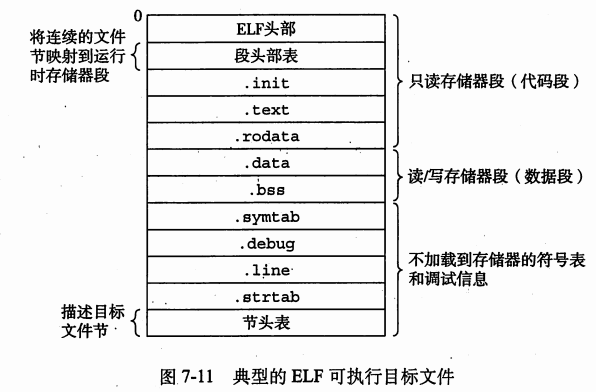 0
ELF头部
将连续的文件
节映射到运行
时存储器段
段头部表
.init
.text
.rodata
只读存储器段（代码段）
.data
.bss
读/写存储器段（数据段）
.symtab
.debug
.line
.strtab
不加载到存储器的符号表
和调试信息
描述目标
文件节
节头表
图 7-11 典型的 ELF 可执行目标文件